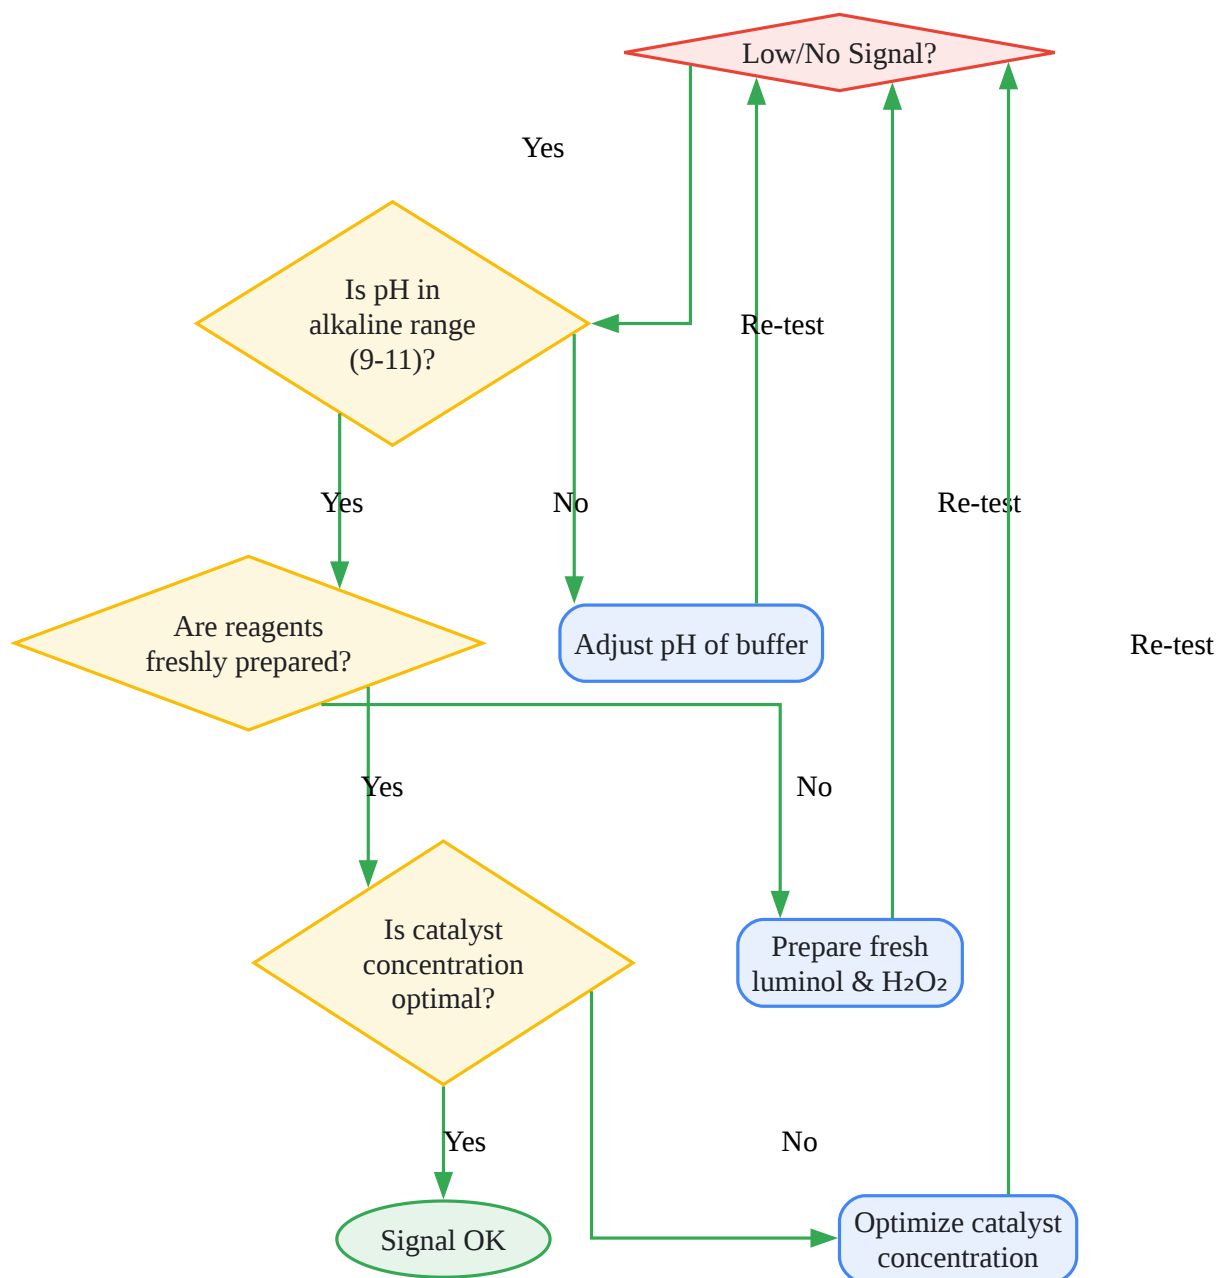 Low/No Signal?
Yes
Is pH in
alkaline range
(9-11)?
Re-test
Yes
No
Re-test
Are reagents
freshly prepared?
Adjust pH of buffer
Re-test
Yes
No
Is catalyst
concentration
optimal?
Prepare fresh
luminol & H₂O₂
Yes
No
Signal OK
Optimize catalyst
concentration